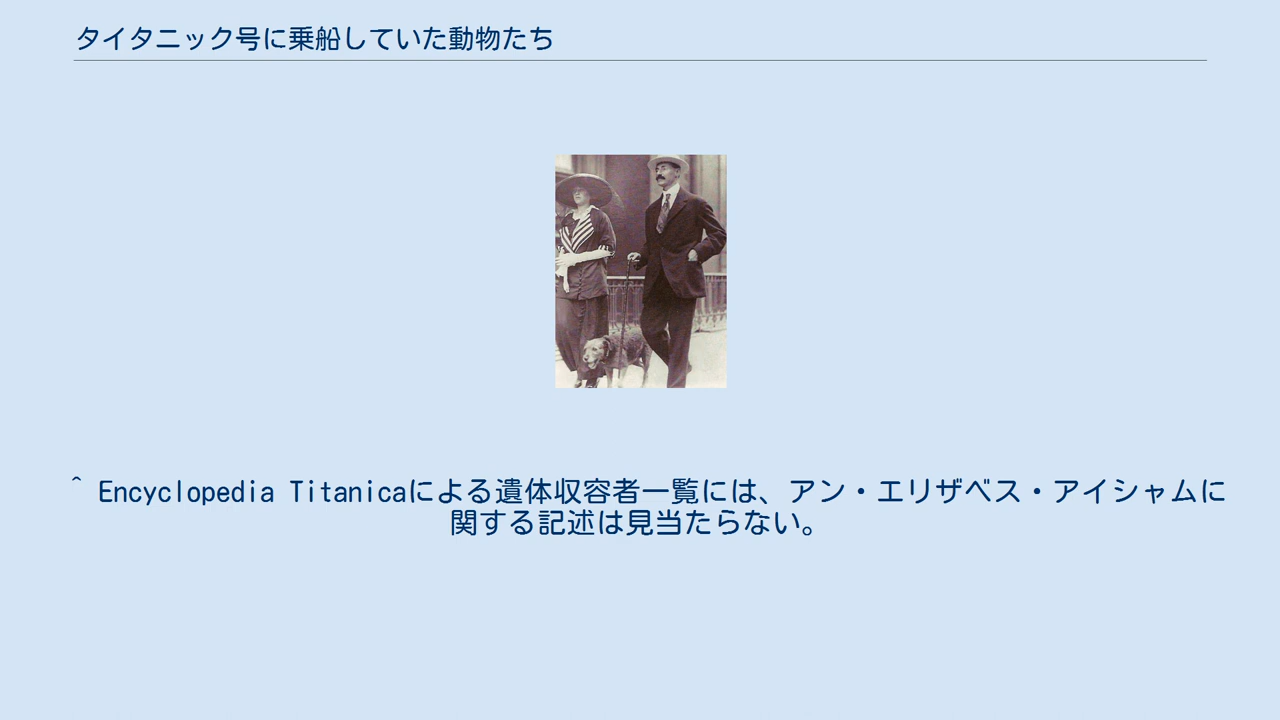 タイタニック号に乗船していた動物たち
^ Encyclopedia Titanicaによる遺体収容者一覧には、アン・エリザベス・アイシャムに
関する記述は見当たらない。